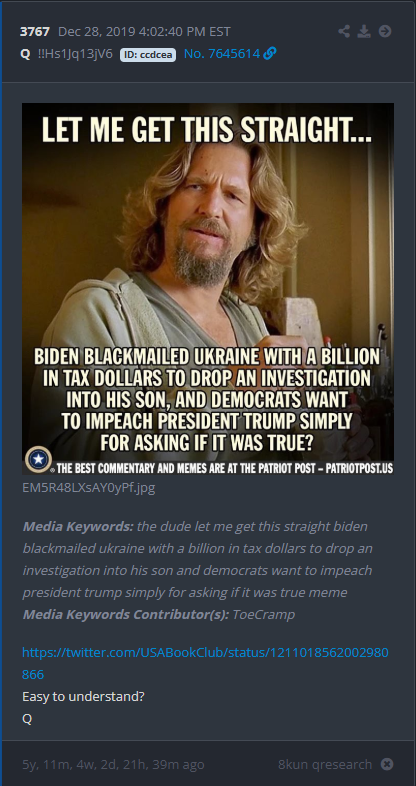 3767 Dec 28, 2019 4:02:40 PM EST
Q !!Hs1Jq13jV6 ID: ccdcea No. 7645614
LET ME GET THIS STRAIGHT...
BIDEN BLACKMAILED UKRAINE WITH A BILLION
IN TAX DOLLARS TO DROP AN INVESTIGATION
INTO HIS SON, AND DEMOCRATS WANT
TO IMPEACH PRESIDENT TRUMP SIMPLY
FOR ASKING IF IT WAS TRUE?
® THE BEST COMMENTARY AND MEMES ARE AT THE PATRIOT POST – PATRIOTPOST.US
EM5R48LXsAY0yPf.jpg
Media Keywords: the dude let me get this straight biden
blackmailed ukraine with a billion in tax dollars to drop an
investigation into his son and democrats want to impeach
president trump simply for asking if it was true meme
Media Keywords Contributor(s): ToeCramp
https://twitter.com/USABookClub/status/1211018562002980
866
Easy to understand?
Q
5y, 11m, 4w, 2d, 21h, 39m ago 8kun qresearch